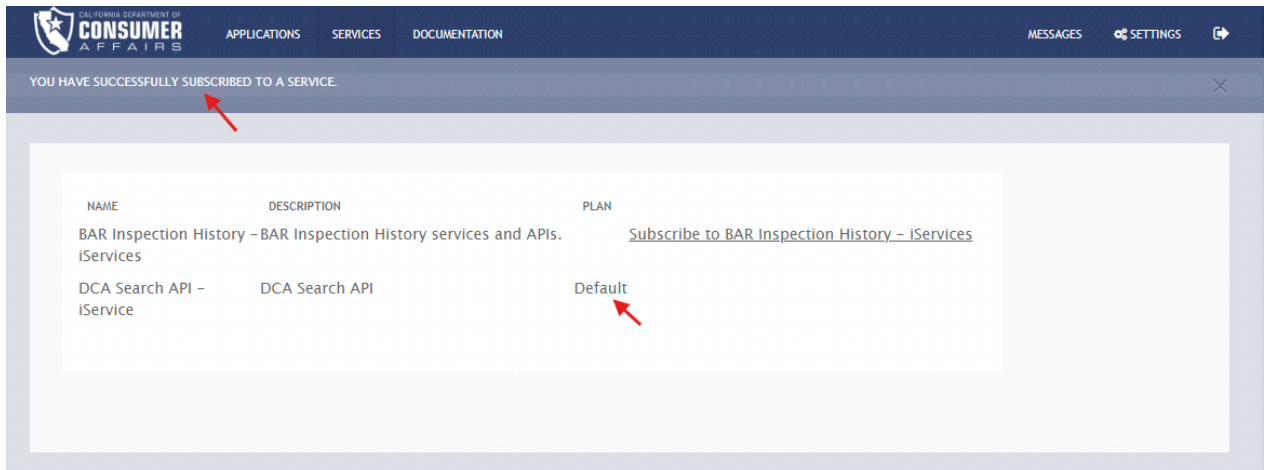 CALIFORNIA DEPARTMENT OF
CONSUMER
AFFAIRS
APPLICATIONS SERVICES DOCUMENTATION MESSAGES SETTINGS
YOU HAVE SUCCESSFULLY SUBSCRIBED TO A SERVICE.
NAME DESCRIPTION PLAN
BAR Inspection History – BAR Inspection History services and APIs. Subscribe to BAR Inspection History – iServices
iServices
DCA Search API – DCA Search API Default
iService